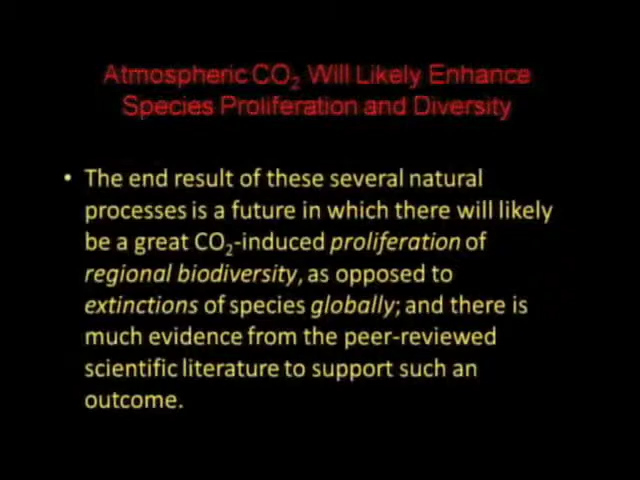 Atmospheric CO₂ Will Likely Enhance
Species Proliferation and Diversity
• The end result of these several natural
processes is a future in which there will likely
be a great CO₂-induced proliferation of
regional biodiversity, as opposed to
extinctions of species globally; and there is
much evidence from the peer-reviewed
scientific literature to support such an
outcome.